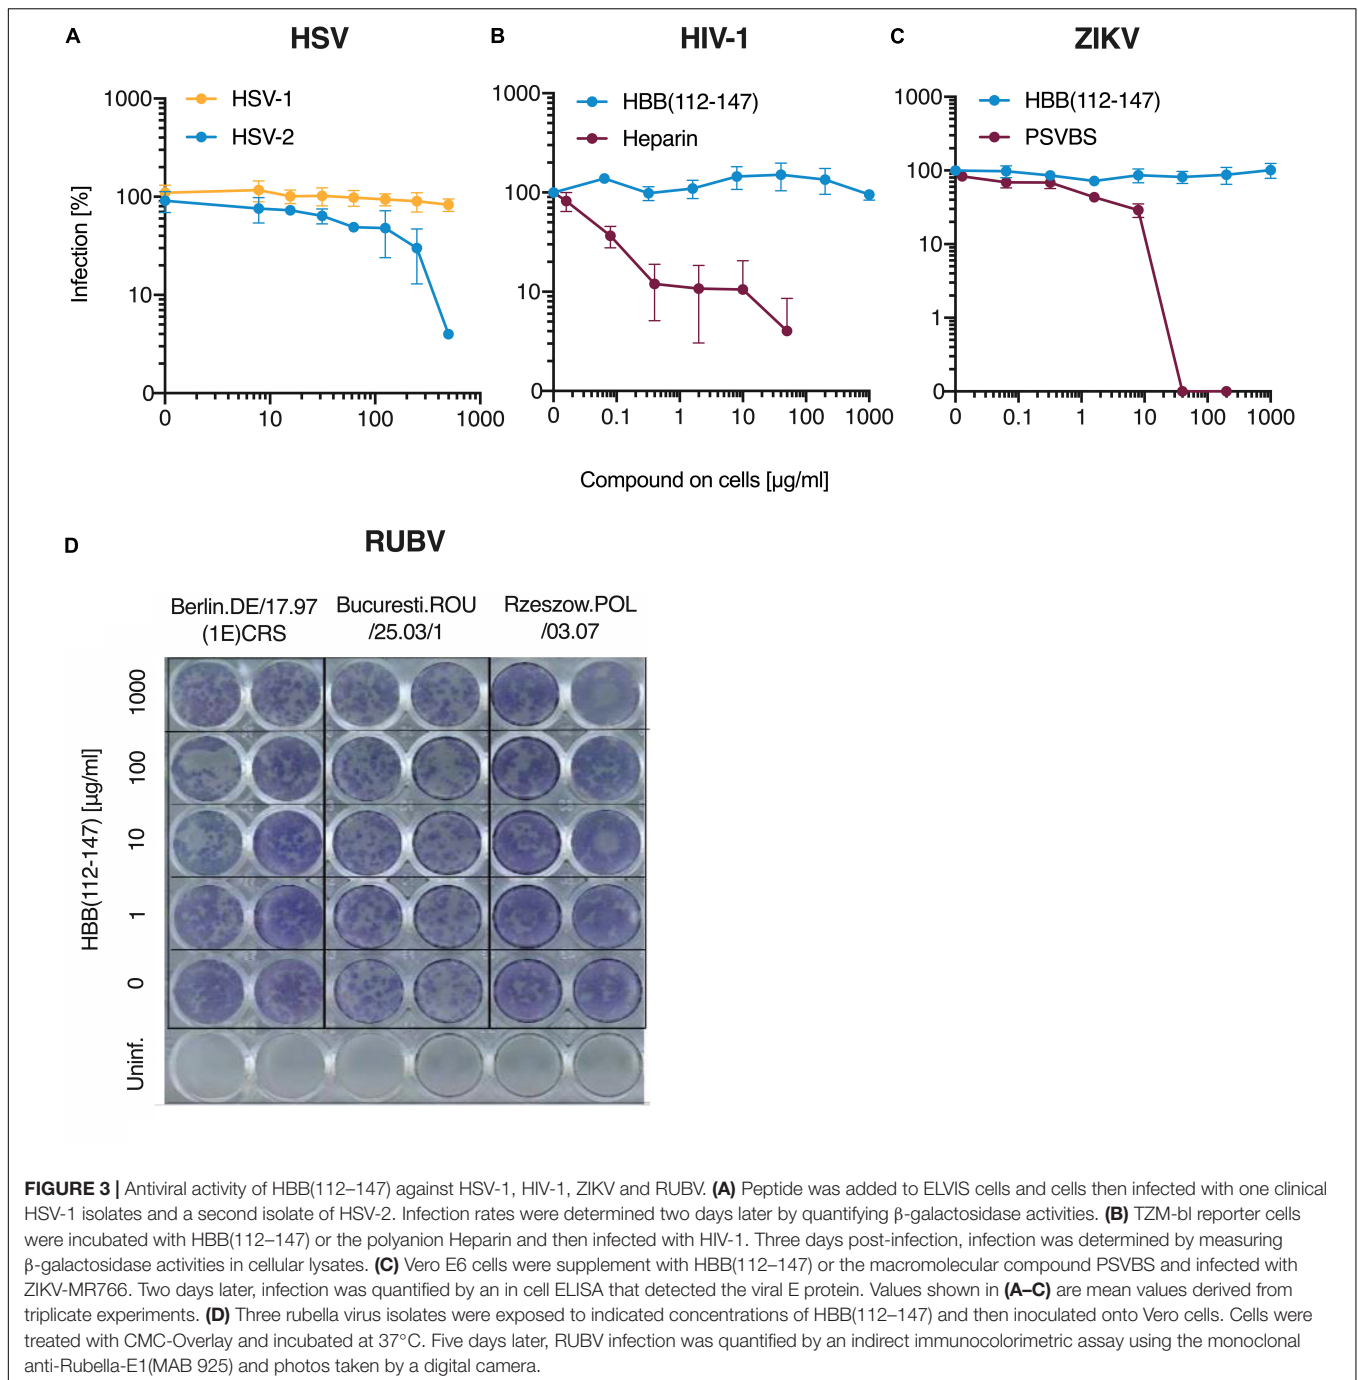 A
HSV
HSV-1
HSV-2
Infection [%]
1000
100
10
0
0
10
100
1000
B
HIV-1
HBB(112-147)
Heparin
1000
100
10
0
0
0.1
1
10
100
1000
C
ZIKV
HBB(112-147)
PSVBS
1000
100
10
1
0
0
0.1
1
10
100
1000
Compound on cells [µg/ml]
D
RUBV
Berlin.DE/17.97
(1E)CRS
Bucuresti.ROU
/25.03/1
Rzeszow.POL
/03.07
HBB(112-147) [µg/ml]
1000
100
10
1
0
Uninf.
FIGURE 3 | Antiviral activity of HBB(112–147) against HSV-1, HIV-1, ZIKV and RUBV. (A) Peptide was added to ELVIS cells and cells then infected with one clinical
HSV-1 isolates and a second isolate of HSV-2. Infection rates were determined two days later by quantifying β-galactosidase activities. (B) TZM-bl reporter cells
were incubated with HBB(112–147) or the polyanion Heparin and then infected with HIV-1. Three days post-infection, infection was determined by measuring
β-galactosidase activities in cellular lysates. (C) Vero E6 cells were supplement with HBB(112–147) or the macromolecular compound PSVBS and infected with
ZIKV-MR766. Two days later, infection was quantified by an in cell ELISA that detected the viral E protein. Values shown in (A–C) are mean values derived from
triplicate experiments. (D) Three rubella virus isolates were exposed to indicated concentrations of HBB(112–147) and then inoculated onto Vero cells. Cells were
treated with CMC-Overlay and incubated at 37°C. Five days later, RUBV infection was quantified by an indirect immunocolorimetric assay using the monoclonal
anti-Rubella-E1(MAB 925) and photos taken by a digital camera.